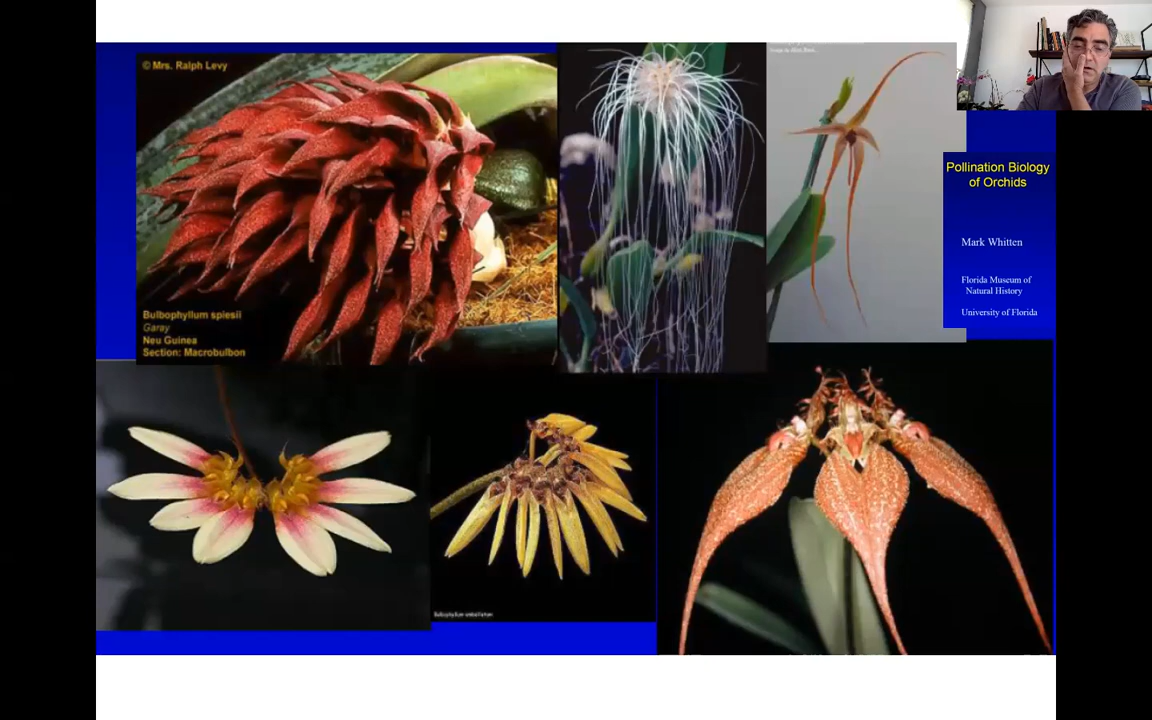 © Mrs. Ralph Levy
Bulbophyllum spiesii
Garay
Neu Guinea
Section: Macrobulbon
Pollination Biology
of Orchids
Mark Whitten
Florida Museum of
Natural History
University of Florida